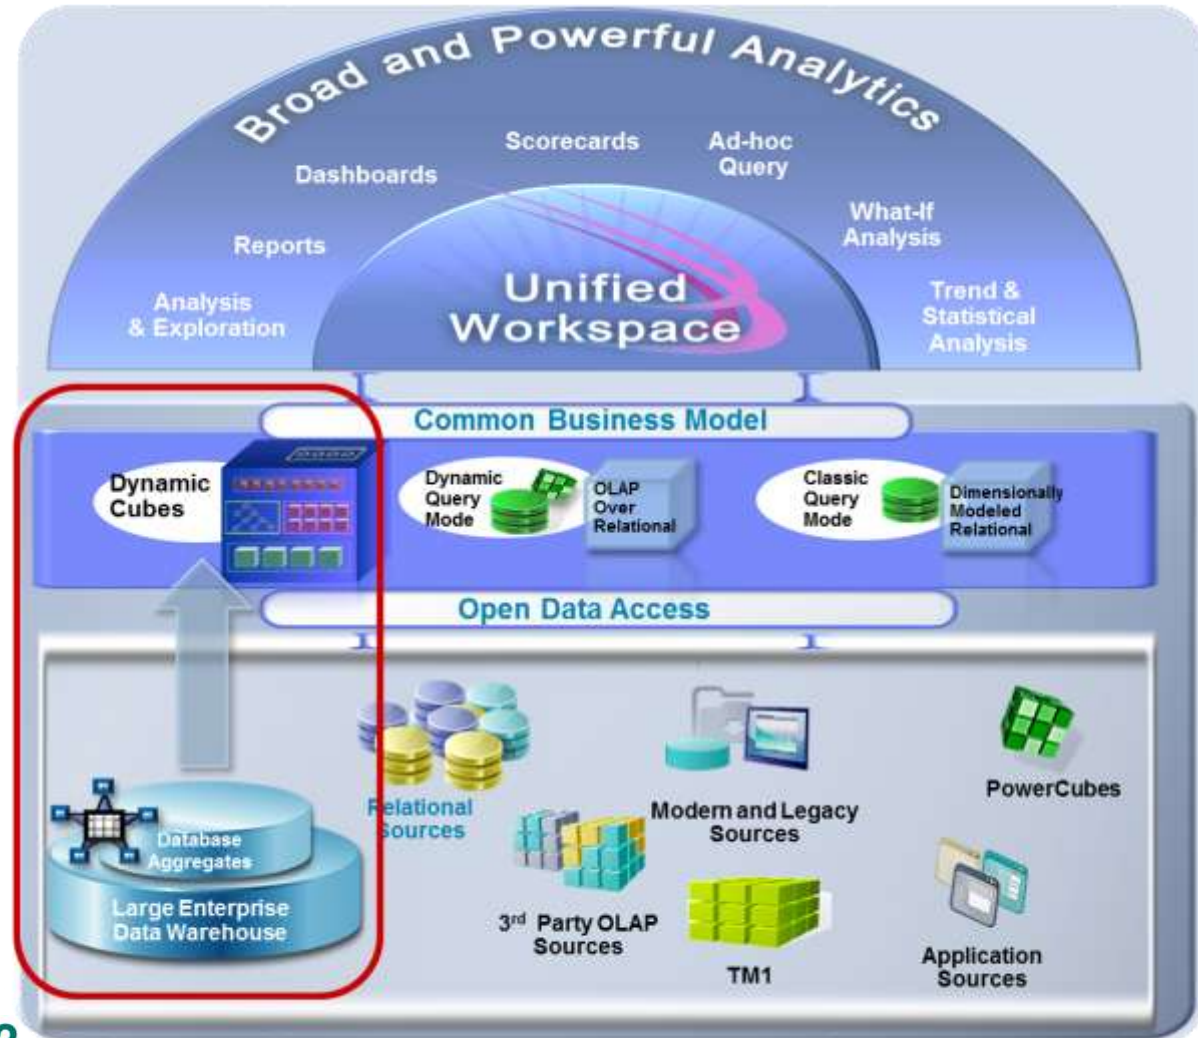 Broad and Powerful Analytics
Scorecards
Ad-hoc
Query
Dashboards
What-If
Analysis
Reports
Analysis
& Exploration
Trend &
Statistical
Analysis
Unified
Workspace
Common Business Model
Dynamic
Cubes
Dynamic
Query
Mode
OLAP
Over
Relational
Classic
Query
Mode
Dimensionally
Modeled
Relational
Open Data Access
Relational
Sources
Modern and Legacy
Sources
PowerCubes
Database
Aggregates
Large Enterprise
Data Warehouse
3rd Party OLAP
Sources
TM1
Application
Sources